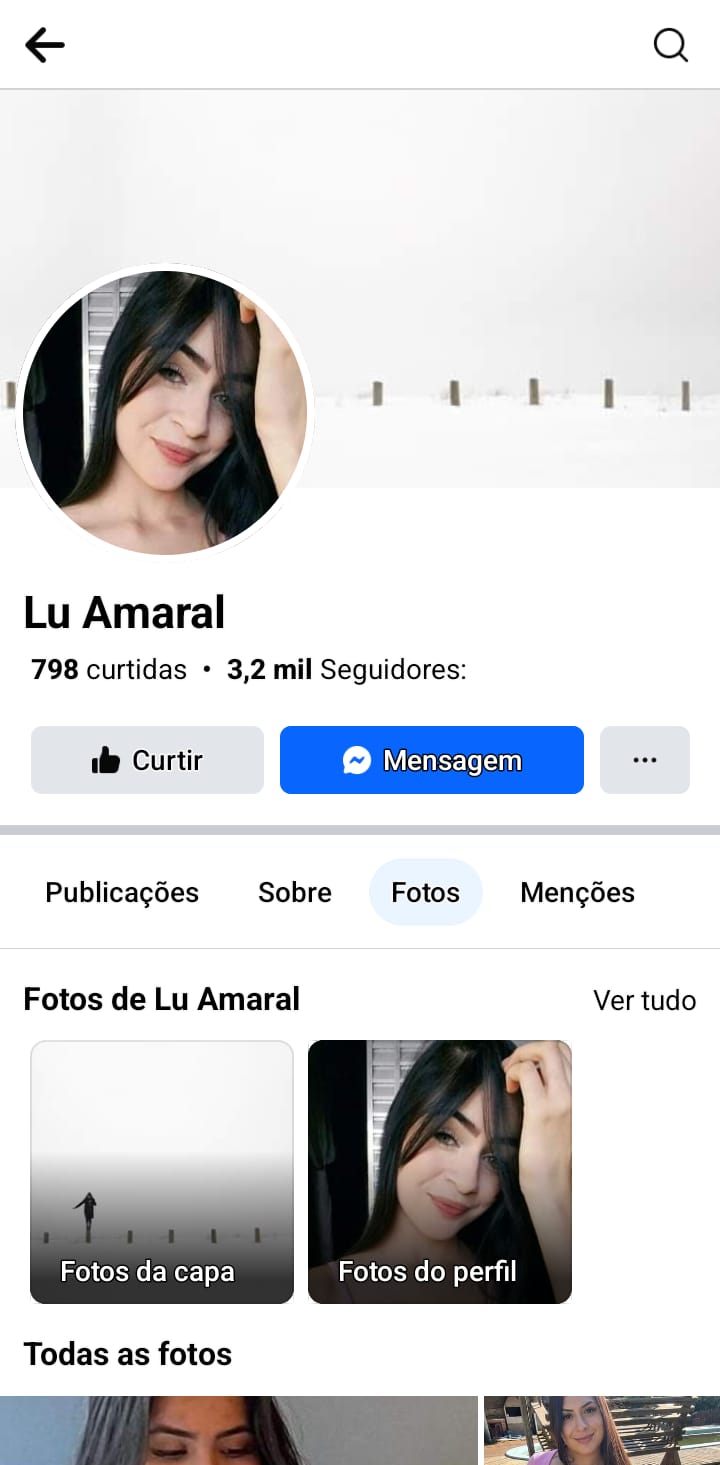 Lu Amaral
798 curtidas • 3,2 mil Seguidores:
Curtir
Mensagem
Publicações
Sobre
Fotos
Menções
Fotos de Lu Amaral
Ver tudo
Fotos da capa
Fotos do perfil
Todas as fotos